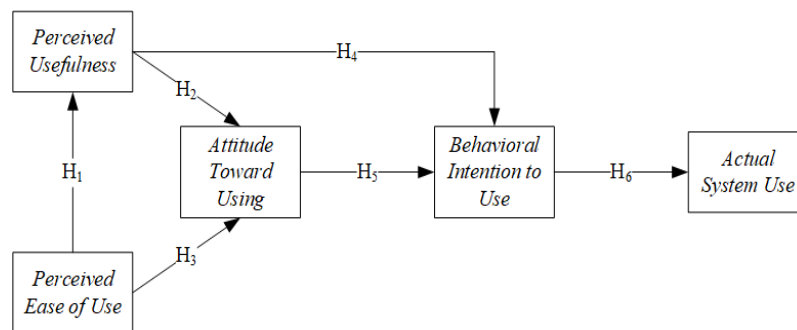 Perceived
Usefulness
H₄
H₂
Attitude
Toward
Using
Behavioral
Intention to
Use
Actual
System Use
H₁
H₅
H₆
H₃
Perceived
Ease of Use